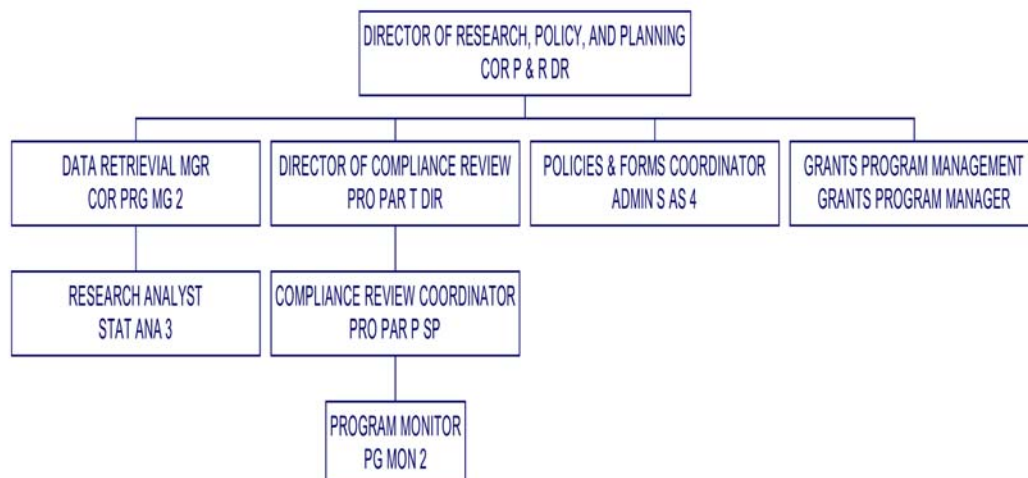 DIRECTOR OF RESEARCH, POLICY, AND PLANNING
COR P & R DR
DATA RETRIEVIAL MGR
COR PRG MG 2
DIRECTOR OF COMPLIANCE REVIEW
PRO PAR T DIR
POLICIES & FORMS COORDINATOR
ADMIN S AS 4
GRANTS PROGRAM MANAGEMENT
GRANTS PROGRAM MANAGER
RESEARCH ANALYST
STAT ANA 3
COMPLIANCE REVIEW COORDINATOR
PRO PAR P SP
PROGRAM MONITOR
PG MON 2